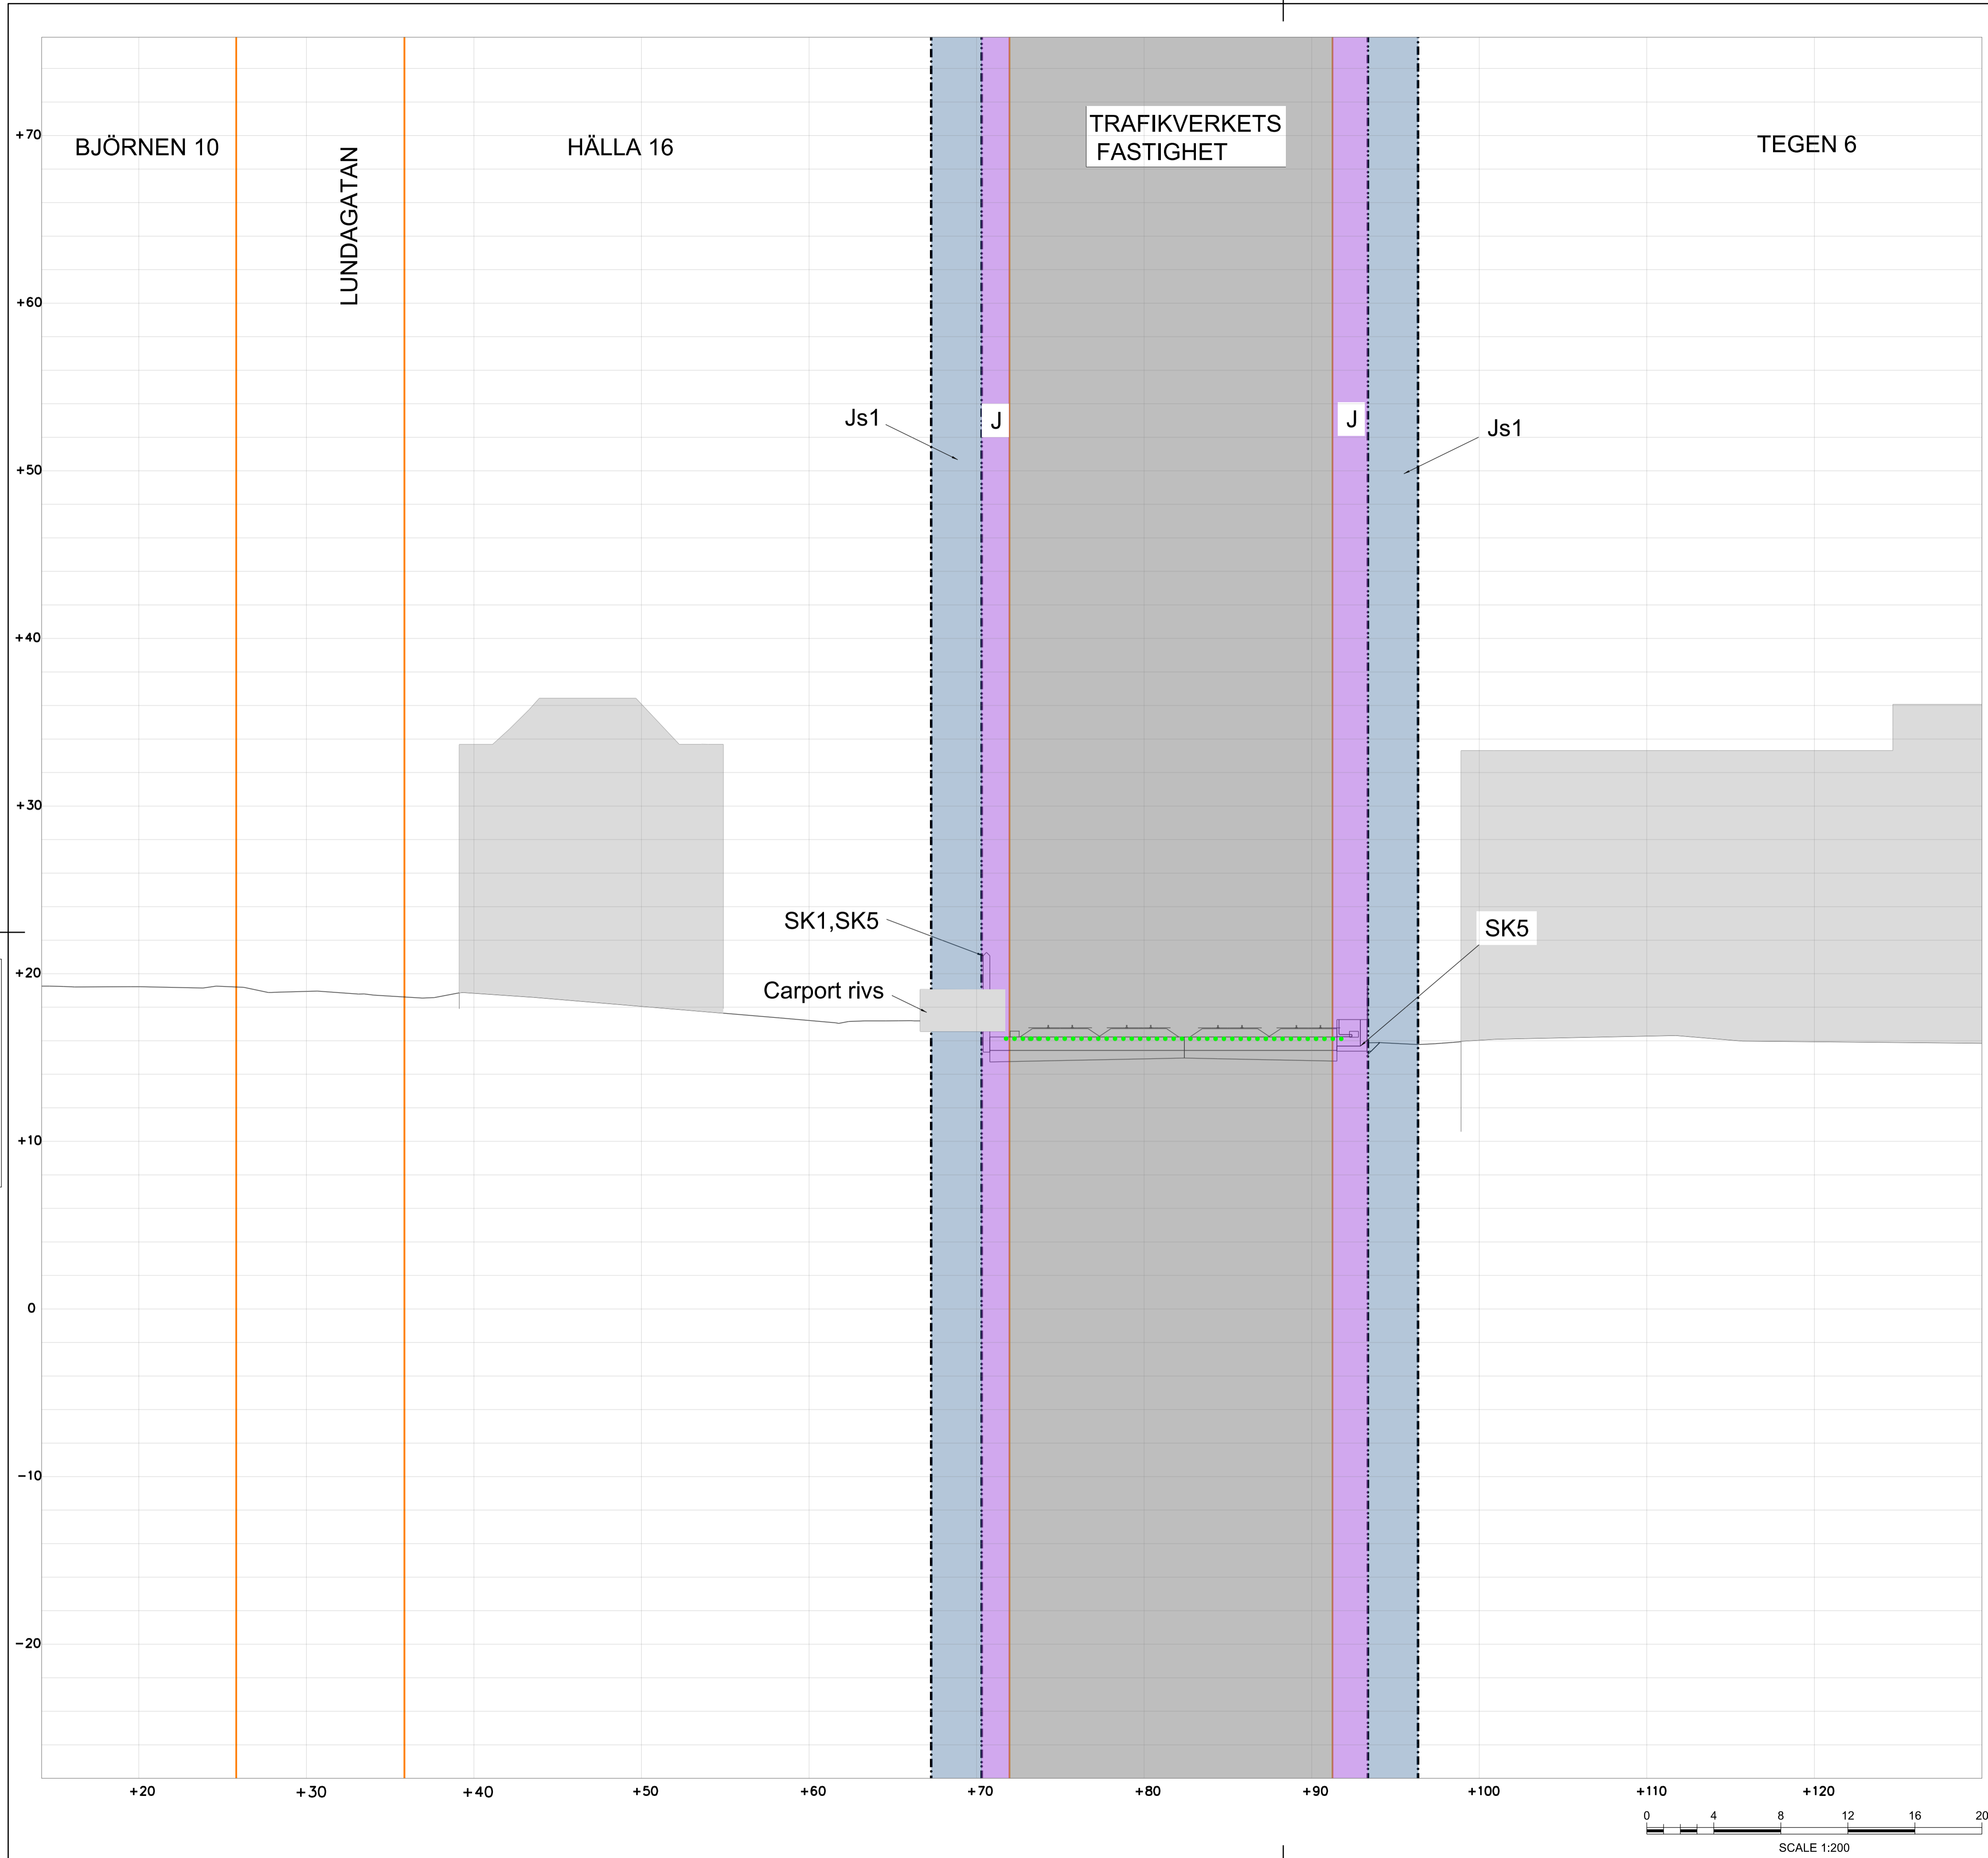 TRAFIKVERKETS
FASTIGHET
+70
BJÖRNEN 10
HÄLLA 16
TEGEN 6
LUNDAGATAN
+60
Js1
J
J
Js1
+50
+40
+30
SK1,SK5
SK5
+20
Carport rivs
+10
0
-10
-20
+20 +30 +40 +50 +60 +70 +80 +90 +100 +110 +120
0 4 8 12 16 20
SCALE 1:200